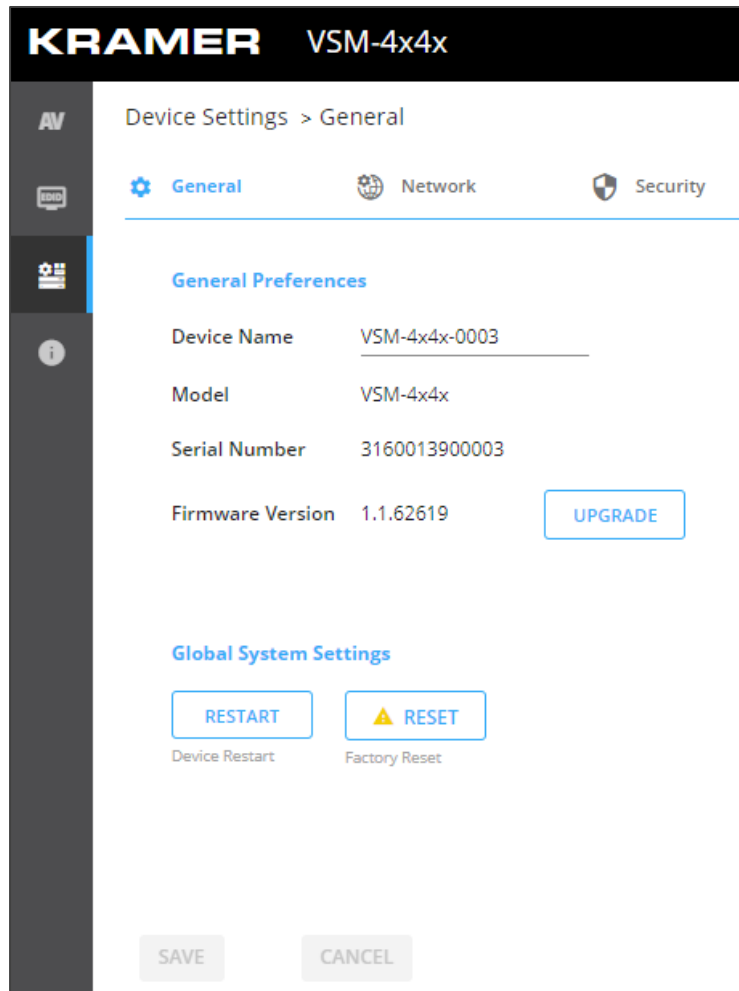 KRAMER VSM-4x4x
AV
Device Settings > General
EDID
General Network Security
General Preferences
Device Name VSM-4x4x-0003
Model VSM-4x4x
Serial Number 3160013900003
Firmware Version 1.1.62619 UPGRADE
Global System Settings
RESTART RESET
Device Restart Factory Reset
SAVE CANCEL